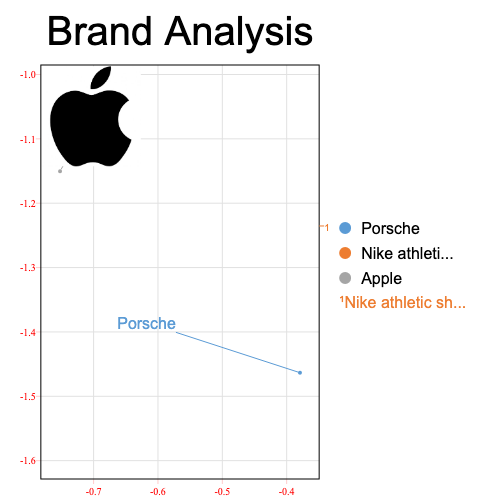 Brand Analysis
-1.0
-1.1
-1.2
-1.3
-1.4
-1.5
-1.6
-0.7
-0.6
-0.5
-0.4
Porsche
1
Porsche
Nike athleti...
Apple
¹Nike athletic sh...